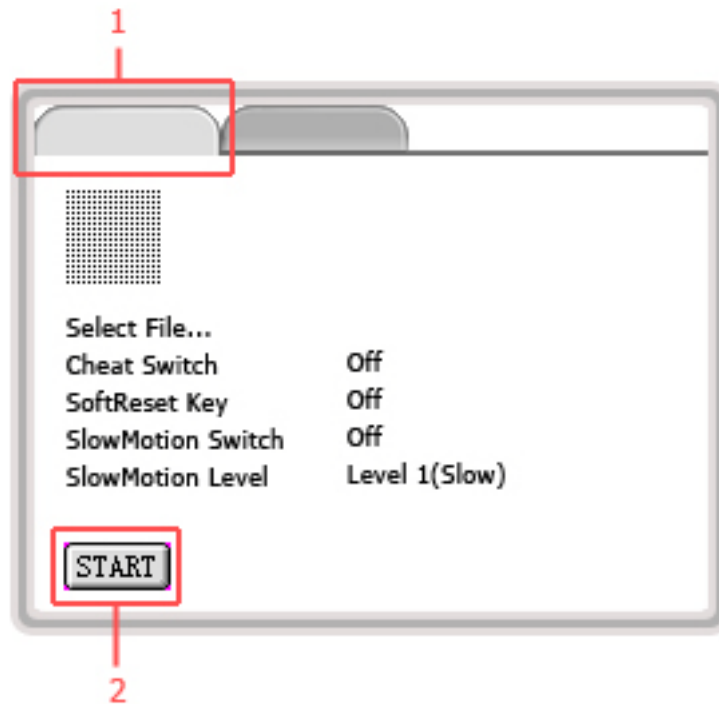 1
Select File...
Cheat Switch Off
SoftReset Key Off
SlowMotion Switch Off
SlowMotion Level Level 1(Slow)
START
2